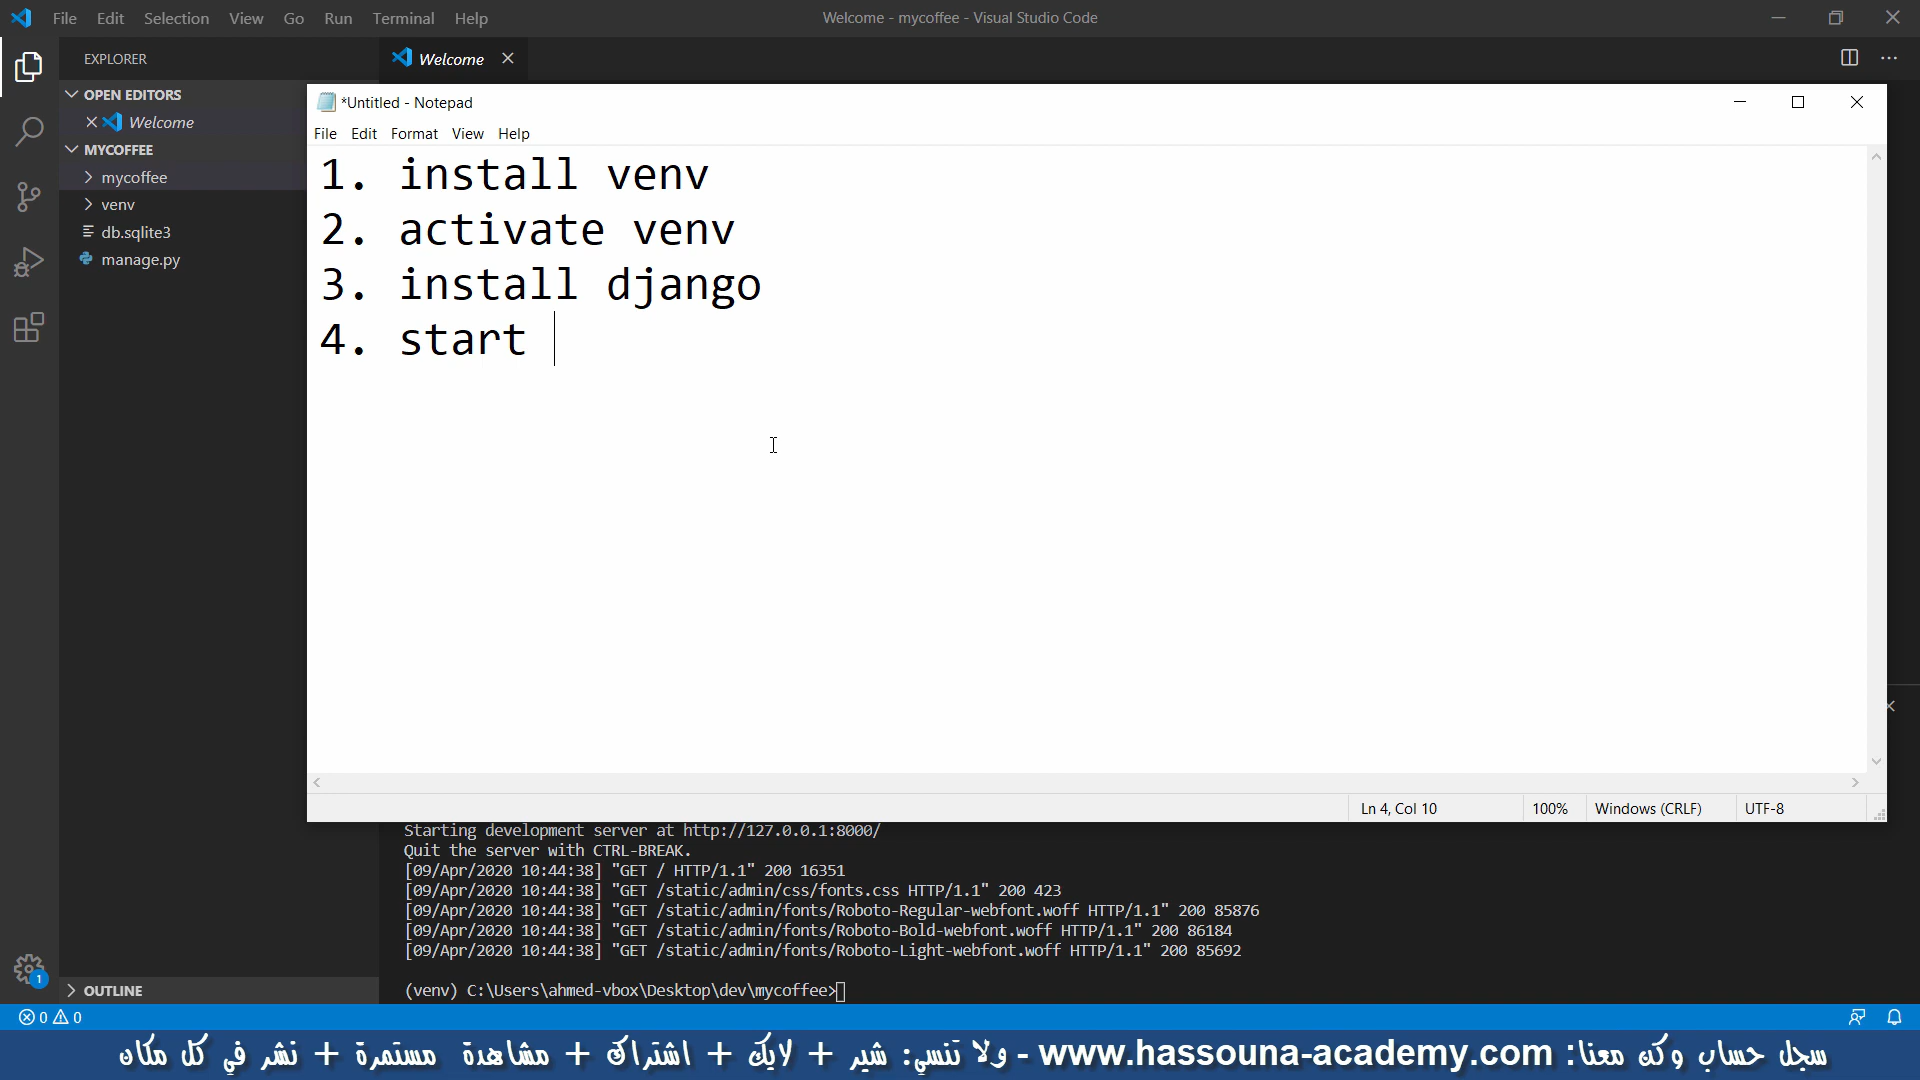 File Edit Selection View Go Run Terminal Help
Welcome - mycoffee - Visual Studio Code
EXPLORER
Welcome
OPEN EDITORS
Welcome
MYCOFFEE
mycoffee
venv
db.sqlite3
manage.py
*Untitled - Notepad
File Edit Format View Help
1. install venv
2. activate venv
3. install django
4. start
Ln 4, Col 10
100%
Windows (CRLF)
UTF-8
Starting development server at http://127.0.0.1:8000/
Quit the server with CTRL-BREAK.
[09/Apr/2020 10:44:38] "GET / HTTP/1.1" 200 16351
[09/Apr/2020 10:44:38] "GET /static/admin/css/fonts.css HTTP/1.1" 200 423
[09/Apr/2020 10:44:38] "GET /static/admin/fonts/Roboto-Regular-webfont.woff HTTP/1.1" 200 85876
[09/Apr/2020 10:44:38] "GET /static/admin/fonts/Roboto-Bold-webfont.woff HTTP/1.1" 200 86184
[09/Apr/2020 10:44:38] "GET /static/admin/fonts/Roboto-Light-webfont.woff HTTP/1.1" 200 85692
(venv) C:\Users\ahmed-vbox\Desktop\dev\mycoffee>
1
OUTLINE
0 0
سجل حساب وكن معنا: www.hassouna-academy.com - ولا تنسي: شير + لايك + اشتراك + مشاهدة مستمرة + نشر في كل مكان